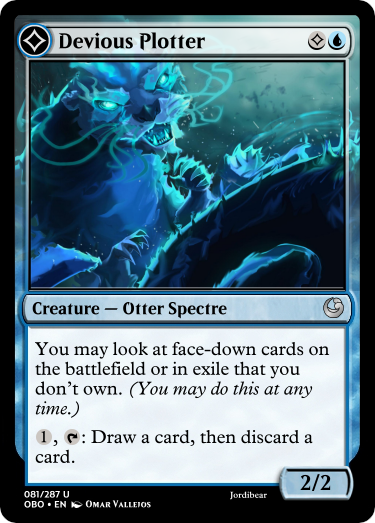 Devious Plotter
Creature — Otter Spectre
You may look at face-down cards on
the battlefield or in exile that you
don't own. (You may do this at any
time.)
1, : Draw a card, then discard a
card.
2/2
081/287 U
OBO • EN Omar Vallejos
Jordibear